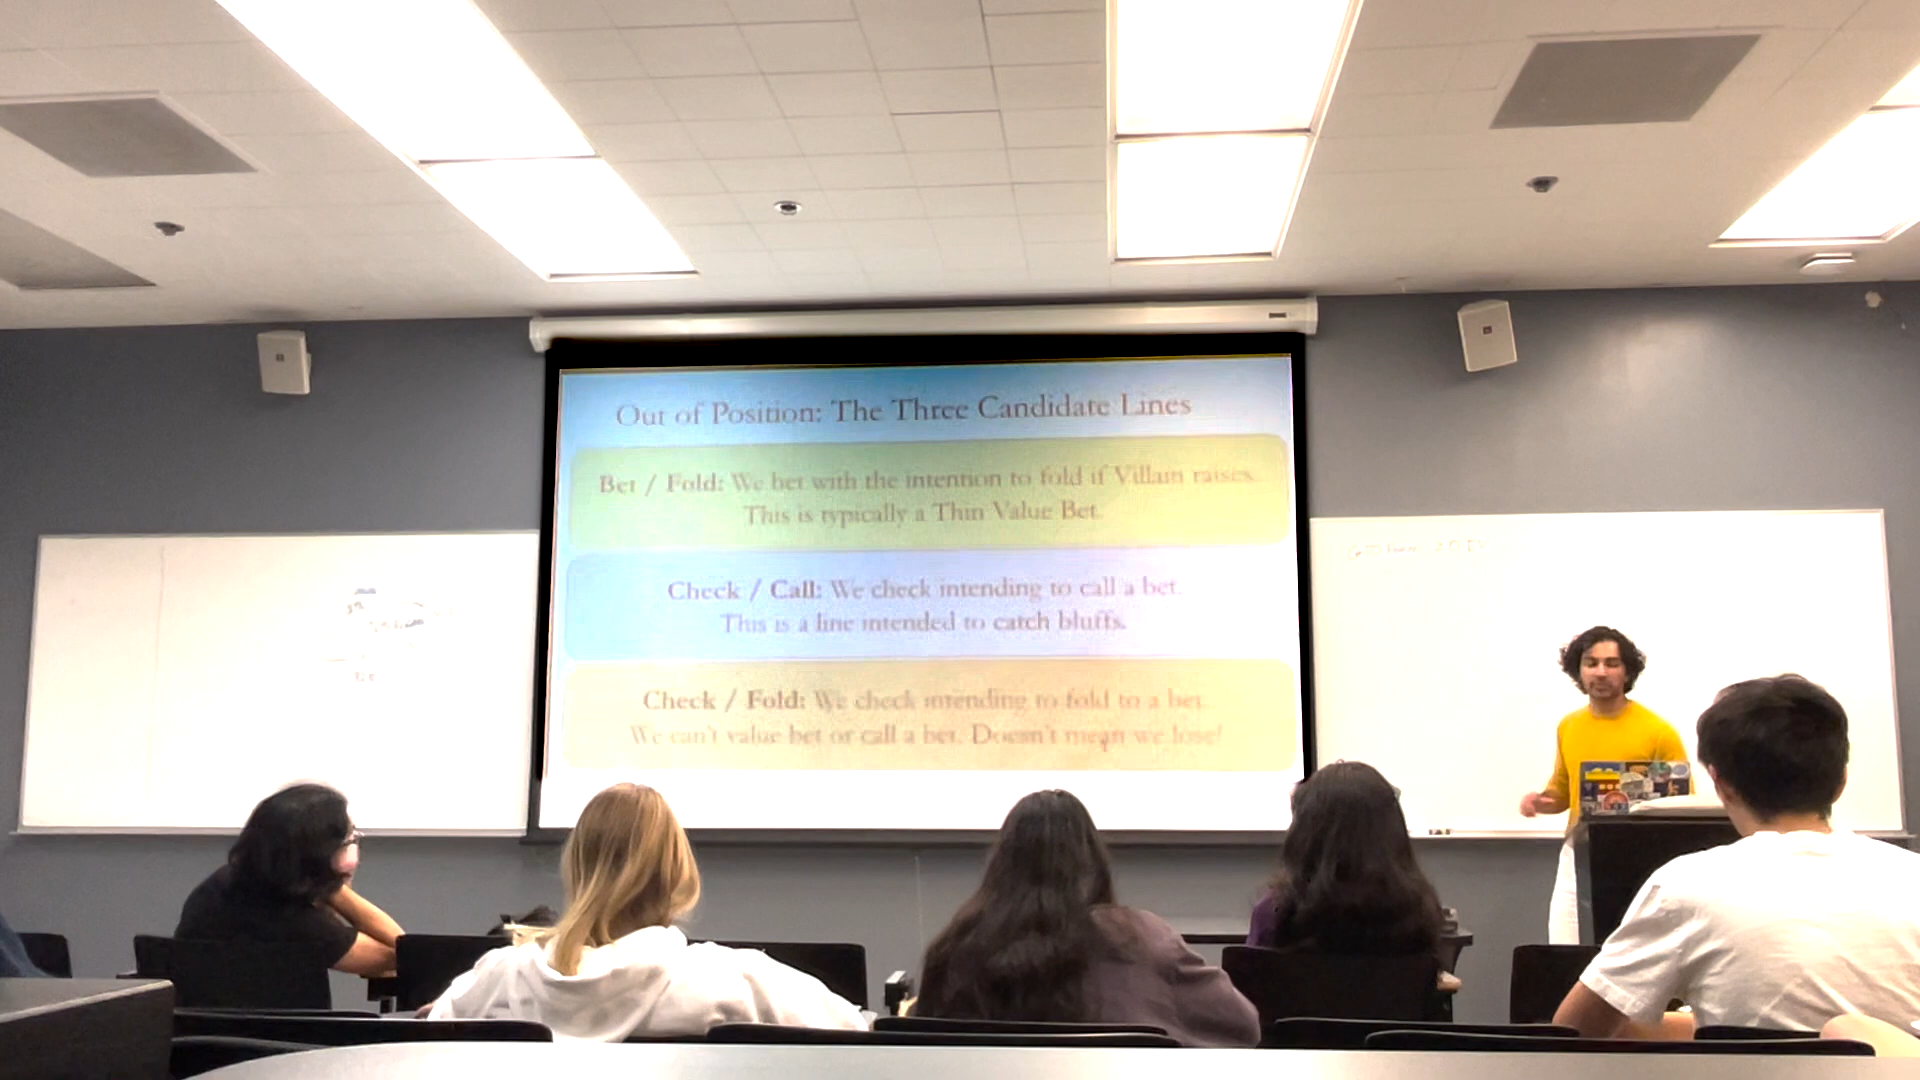 Out of Position: The Three Candidate Lines
Bet / Fold: We bet with the intention to fold if Villain raises.
This is typically a Thin Value Bet.
Check / Call: We check intending to call a bet.
This is a line intended to catch bluffs.
Check / Fold: We check intending to fold to a bet.
We can't value bet or call a bet. Doesn't mean we lose!